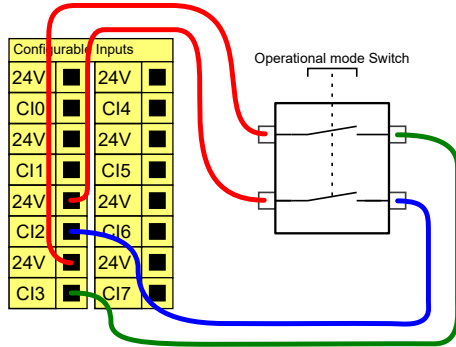 Configurable Inputs
Operational mode Switch
24V 24V
CI0 CI4
24V 24V
CI1 CI5
24V 24V
CI2 CI6
24V 24V
CI3 CI7